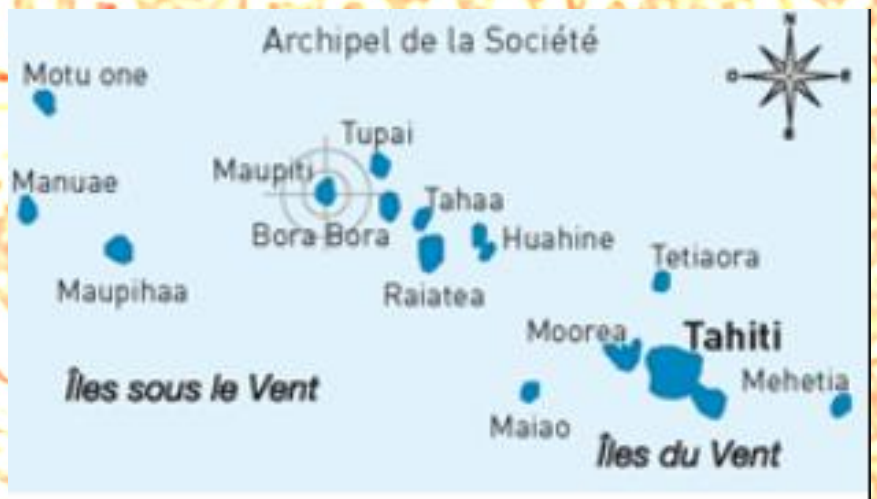 Archipel de la Société
N
Motu one
O
E
S
Tupai
Maupiti
Manuae
Tahaa
Bora Bora
Huahine
Tetiaora
Maupihaa
Raiatea
Moorea
Tahiti
Îles sous le Vent
Mehetia
Maiao
Îles du Vent